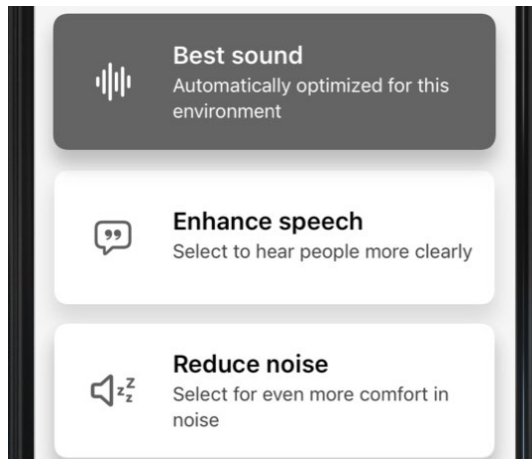 Best sound
Automatically optimized for this
environment
Enhance speech
Select to hear people more clearly
Reduce noise
Select for even more comfort in
noise